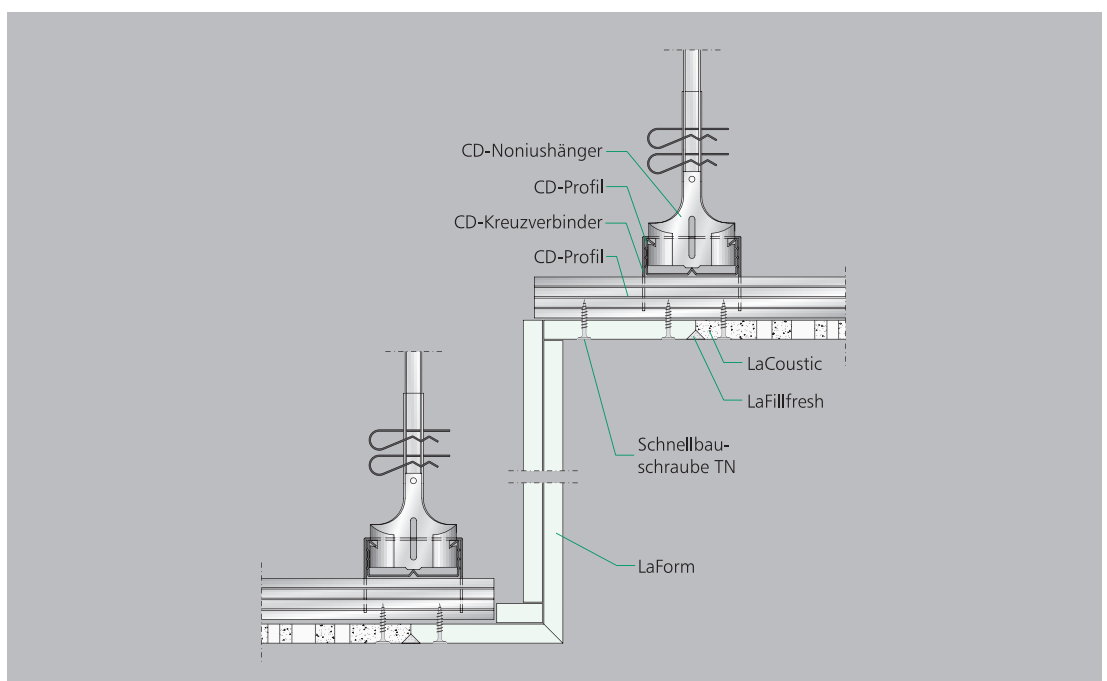 CD-Noniushänger
CD-Profil
CD-Kreuzverbinder
CD-Profil
LaCoustic
LaFillfresh
Schnellbau-
schraube TN
LaForm